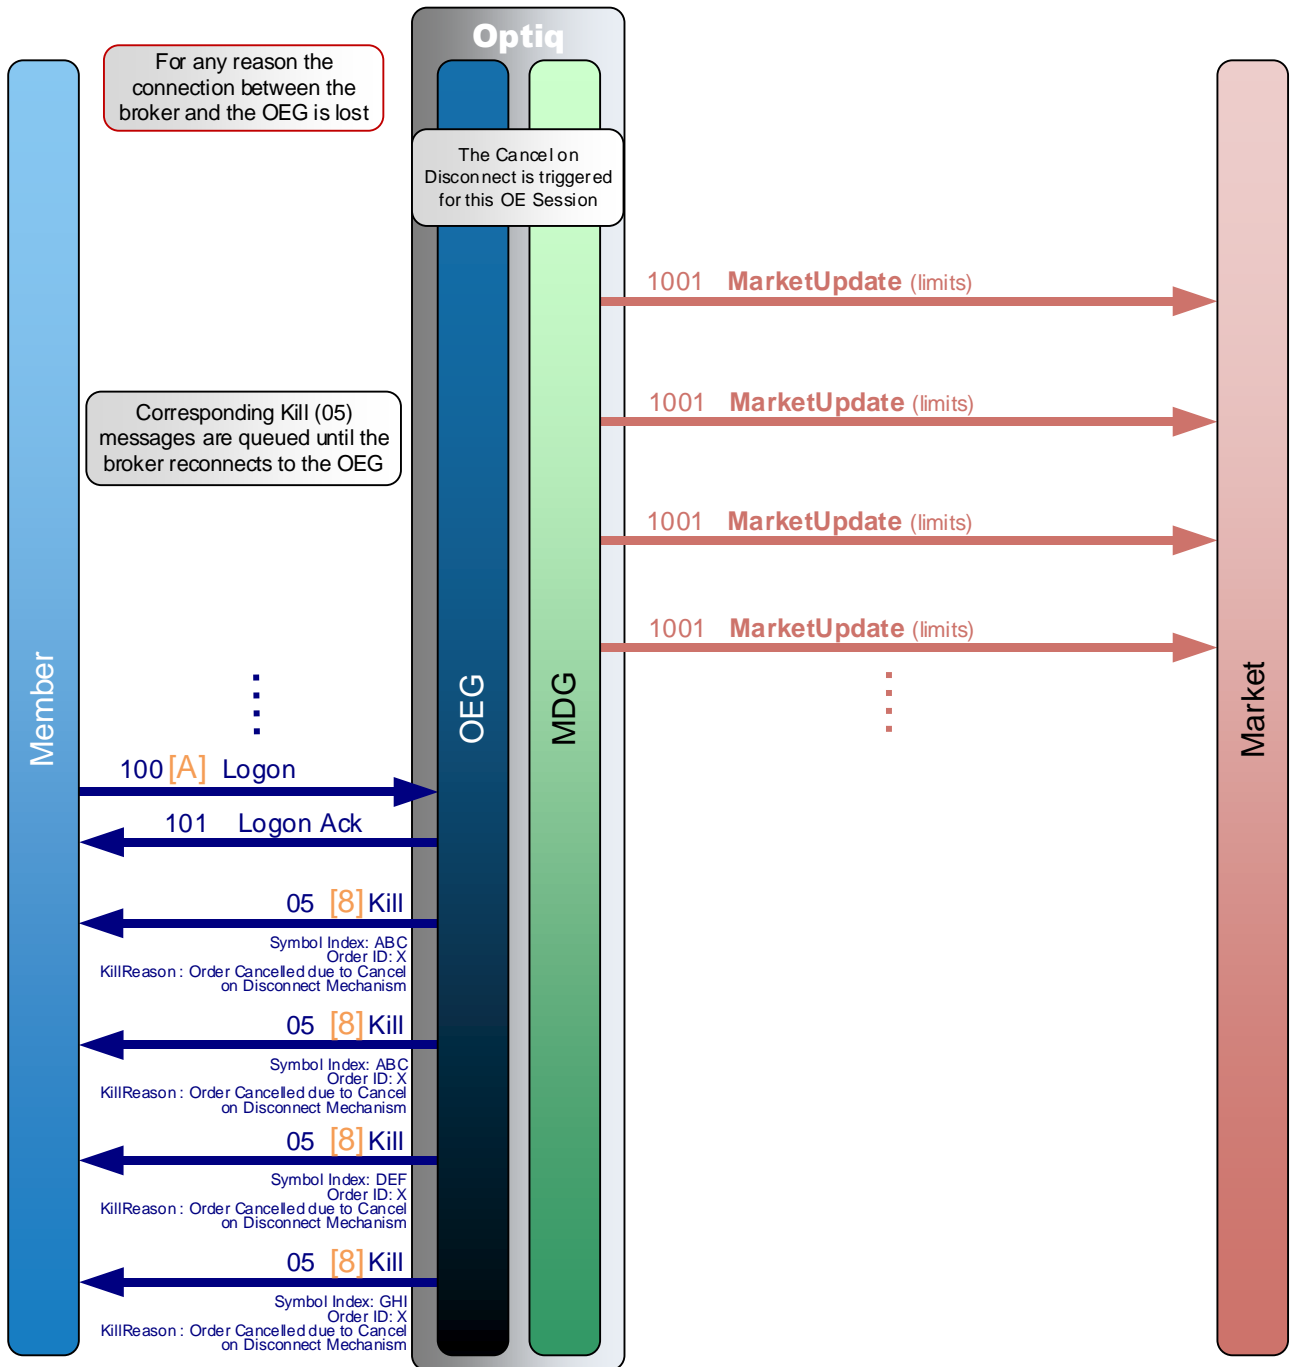 Optiq
For any reason the
connection between the
broker and the OEG is lost
The Cancel on
Disconnect is triggered
for this OE Session
1001 MarketUpdate (limits)
Corresponding Kill (05)
messages are queued until the
broker reconnects to the OEG
1001 MarketUpdate (limits)
1001 MarketUpdate (limits)
1001 MarketUpdate (limits)
Member
OEG
MDG
Market
100 [A] Logon
101 Logon Ack
05 [8] Kill
Symbol Index: ABC
Order ID: X
KillReason : Order Cancelled due to Cancel
on Disconnect Mechanism
05 [8] Kill
Symbol Index: ABC
Order ID: X
KillReason : Order Cancelled due to Cancel
on Disconnect Mechanism
05 [8] Kill
Symbol Index: DEF
Order ID: X
KillReason : Order Cancelled due to Cancel
on Disconnect Mechanism
05 [8] Kill
Symbol Index: GHI
Order ID: X
KillReason : Order Cancelled due to Cancel
on Disconnect Mechanism